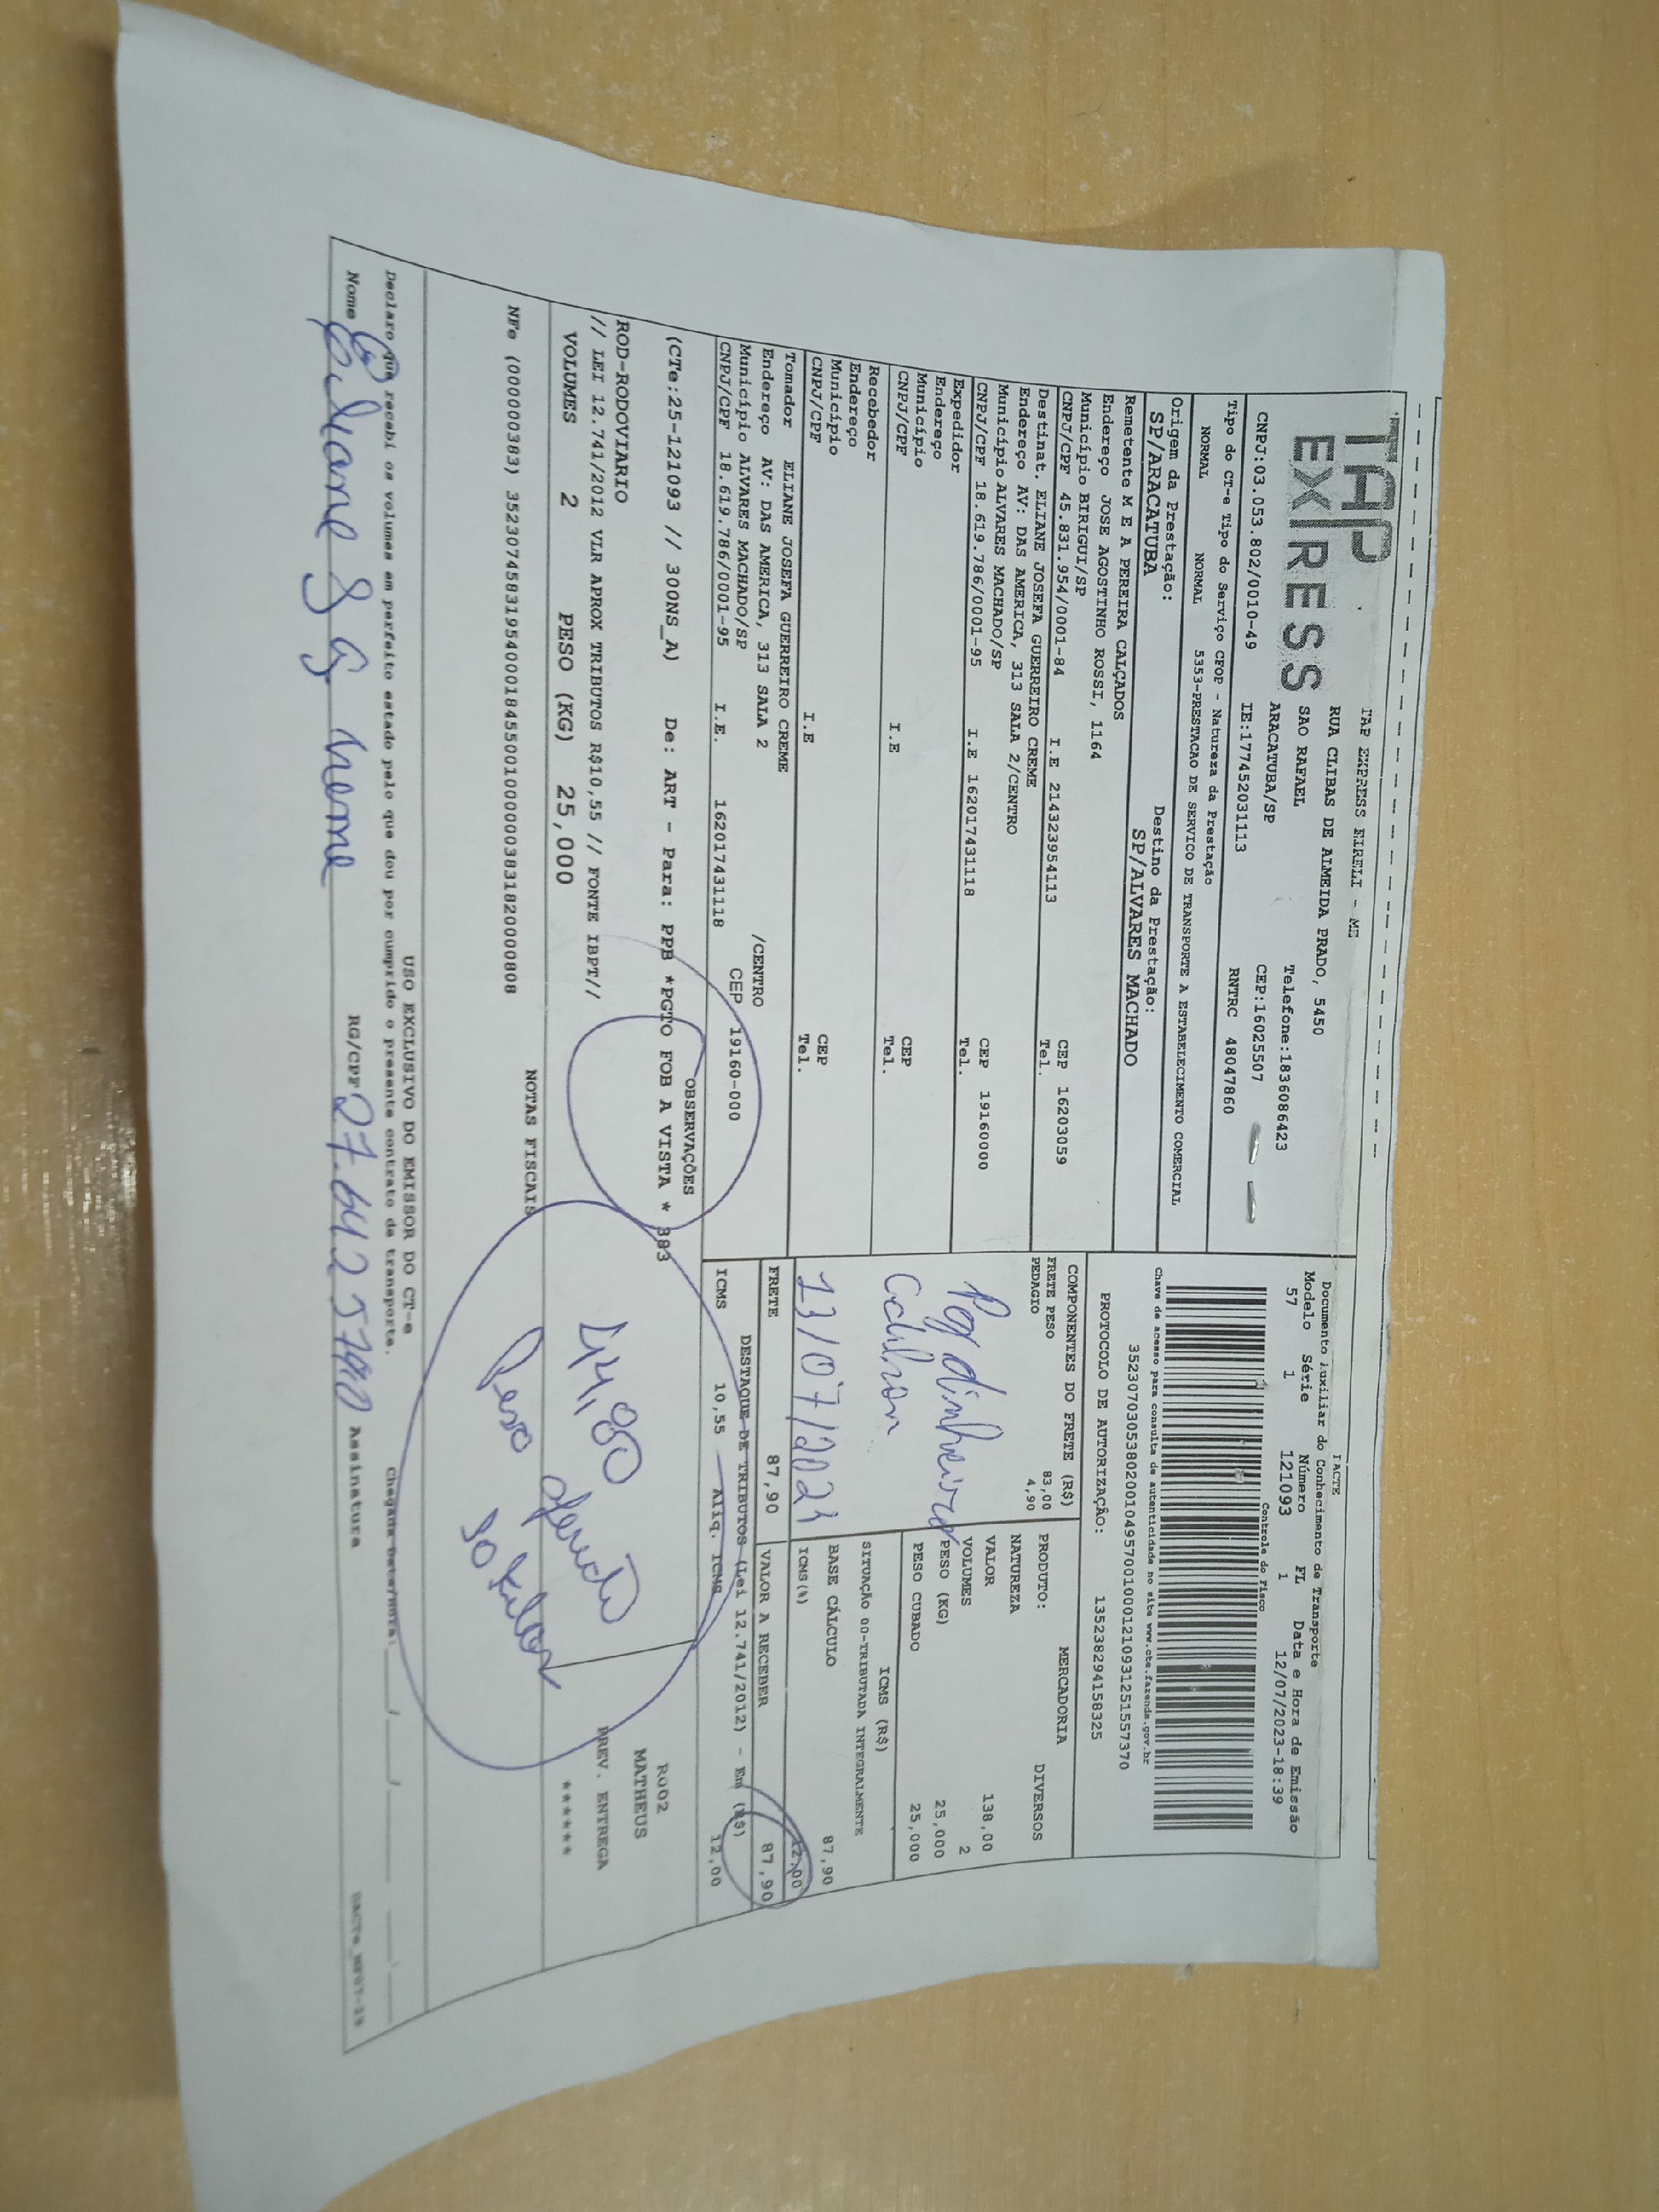 TAP
EXPRESS
TAP EXPRESS EIRELI - ME
RUA CLIBAS DE ALMEIDA PRADO, 5450
SAO RAFAEL Telefone:1836086423
ARACATUBA/SP CEP:16025507
CNPJ:03.053.802/0010-49 IE:177452031113 RNTRC 48047860
Tipo do CT-e Tipo do Serviço CFOP - Natureza da Prestação
NORMAL NORMAL 5353-PRESTACAO DE SERVICO DE TRANSPORTE A ESTABELECIMENTO COMERCIAL
Origem da Prestação: Destino da Prestação:
SP/ARACATUBA SP/ALVARES MACHADO
Remetente M E A PEREIRA CALÇADOS
Endereço JOSE AGOSTINHO ROSSI, 1164
Município BIRIGUI/SP CEP 16203059
CNPJ/CPF 45.831.954/0001-84 I.E 214323954113 Tel.
Destinat. ELIANE JOSEFA GUERREIRO CREME
Endereço AV: DAS AMERICA, 313 SALA 2/CENTRO
Município ALVARES MACHADO/SP CEP 19160000
CNPJ/CPF 18.619.786/0001-95 I.E 162017431118 Tel.
Expedidor
Endereço
Município CEP
CNPJ/CPF I.E Tel.
Recebedor
Endereço
Município CEP
CNPJ/CPF I.E Tel.
Tomador ELIANE JOSEFA GUERREIRO CREME
Endereço AV: DAS AMERICA, 313 SALA 2 /CENTRO
Município ALVARES MACHADO/SP CEP 19160-000
CNPJ/CPF 18.619.786/0001-95 I.E. 162017431118
DACTE
Documento Auxiliar do Conhecimento de Transporte
Modelo Série Número FL Data e Hora de Emissão
57 1 121093 1 12/07/2023-18:39
Controle do Fisco
35230703053802001049570010001210931251557370
Chave de acesso para consulta de autenticidade no site www.cte.fazenda.gov.br
PROTOCOLO DE AUTORIZAÇÃO: 135238294158325
COMPONENTES DO FRETE (R$)
FRETE PESO 83,00
PEDAGIO 4,90
Pg dinheiro
13/07/2021
MERCADORIA
PRODUTO: DIVERSOS
NATUREZA
VALOR 138,00
VOLUMES 2
PESO (KG) 25,000
PESO CUBADO 25,000
ICMS (R$)
SITUAÇÃO 00-TRIBUTADA INTEGRALMENTE
BASE CÁLCULO 87,90
ICMS(%) 12,00
FRETE 87,90 VALOR A RECEBER 87,90
DESTAQUE DE TRIBUTOS (Lei 12.741/2012) - Em (R$)
ICMS 10,55 Aliq. ICMS 12,00
OBSERVAÇÕES
(CTe:25-121093 // 300NS_A) De: ART - Para: PPB *PGTO FOB A VISTA * 383
ROD-RODOVIARIO
// LEI 12.741/2012 VLR APROX TRIBUTOS R$10,55 // FONTE IBPT//
VOLUMES 2 PESO (KG) 25,000
R002
MATHEUS
PREV. ENTREGA
******
44,80
Peso
30 kilos
NOTAS FISCAIS
NFe (000000383) 35230745831954000184550010000003831820000808
USO EXCLUSIVO DO EMISSOR DO CT-e
Declaro que recebi os volumes em perfeito estado pelo que dou por cumprido o presente contrato de transporte. Chegada Data/Hora: ____/____/____ ____:____
Nome Eliane J G. Creme RG/CPF 27.642 579 Assinatura